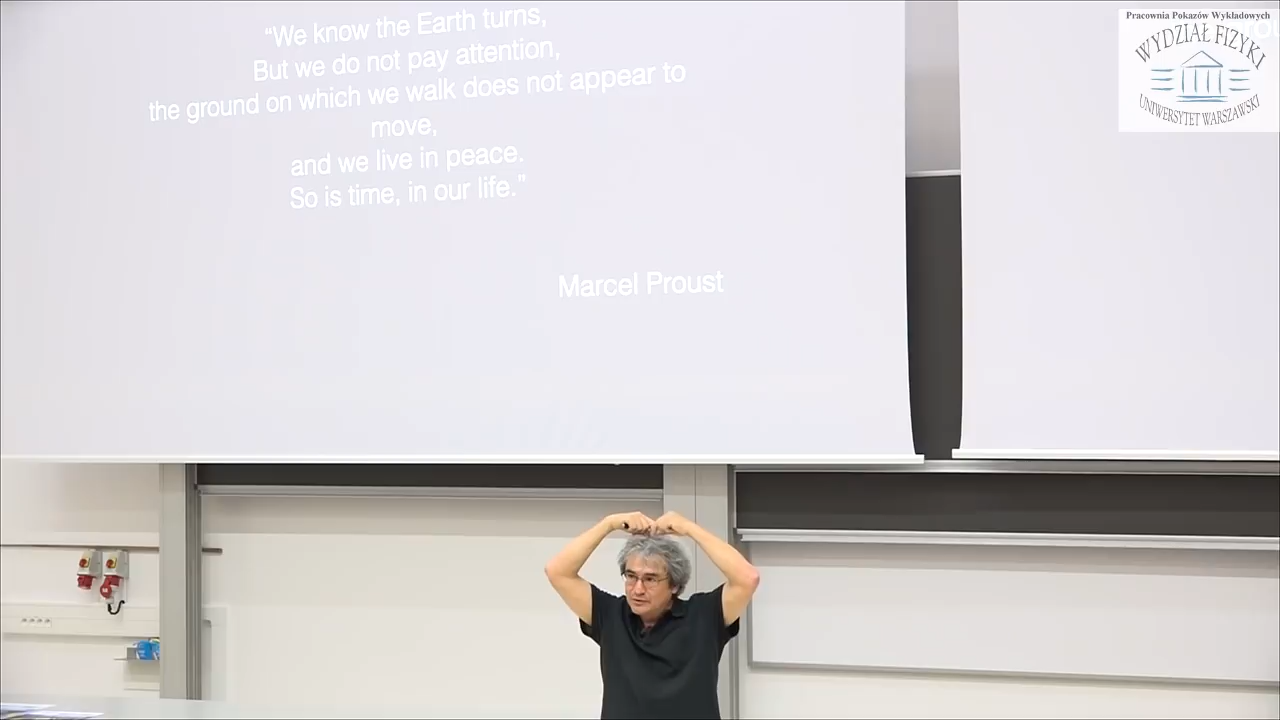 “We know the Earth turns,
But we do not pay attention,
the ground on which we walk does not appear to
move,
and we live in peace.
So is time, in our life.”
Marcel Proust
Pracownia Pokazów Wykładowych
WYDZIAŁ FIZYKI
UNIWERSYTET WARSZAWSKI